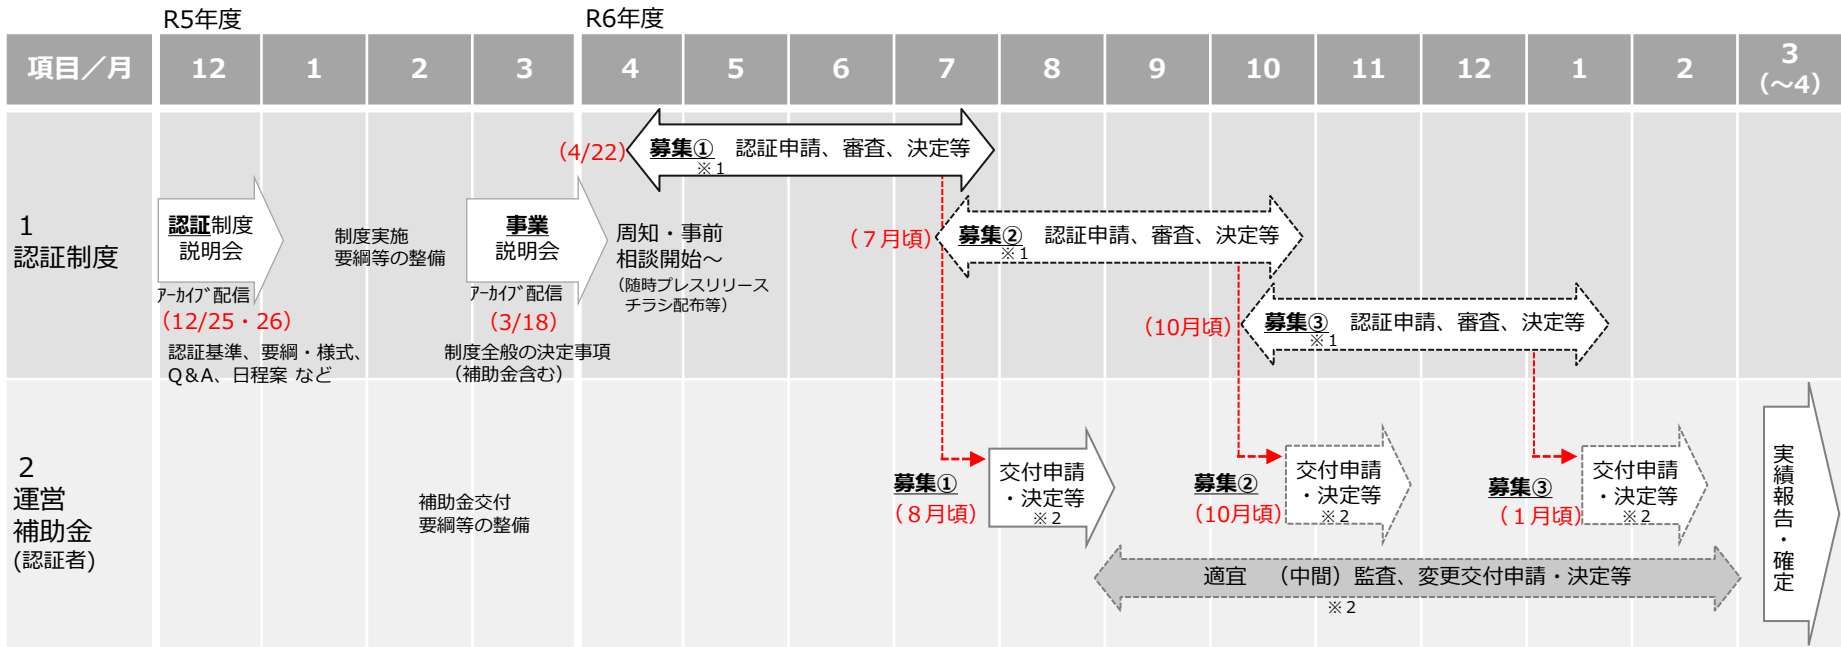 R5年度
R6年度
項目／月
12
1
2
3
4
5
6
7
8
9
10
11
12
1
2
3
（～4）
1
認証制度
認証制度
説明会
ｱｰｶｲﾌﾞ配信
（12/25・26）
認証基準、要綱・様式、
Q＆A、日程案 など
制度実施
要綱等の整備
事業
説明会
ｱｰｶｲﾌﾞ配信
（3/18）
制度全般の決定事項
（補助金含む）
周知・事前
相談開始～
（随時プレスリリース
チラシ配布等）
（4/22）
募集①　認証申請、審査、決定等
※１
（７月頃）
募集②　認証申請、審査、決定等
※１
（10月頃）
募集③　認証申請、審査、決定等
※１
2
運営
補助金
(認証者)
補助金交付
要綱等の整備
募集①
（８月頃）
交付申請
・決定等
※２
募集②
（10月頃）
交付申請
・決定等
※２
募集③
（１月頃）
交付申請
・決定等
※２
適宜　（中間）監査、変更交付申請・決定等
※２
実績報告・確定